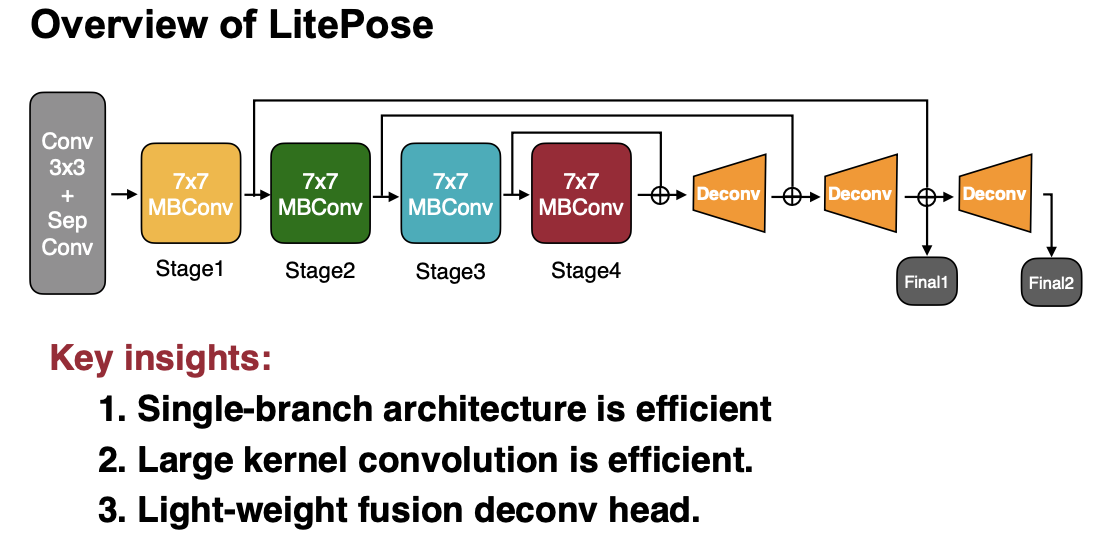 Overview of LitePose
Conv
3x3
+
Sep
Conv
7x7
MBConv
7x7
MBConv
7x7
MBConv
7x7
MBConv
Deconv
Deconv
Deconv
Stage1
Stage2
Stage3
Stage4
Final1
Final2
Key insights:
1. Single-branch architecture is efficient
2. Large kernel convolution is efficient.
3. Light-weight fusion deconv head.